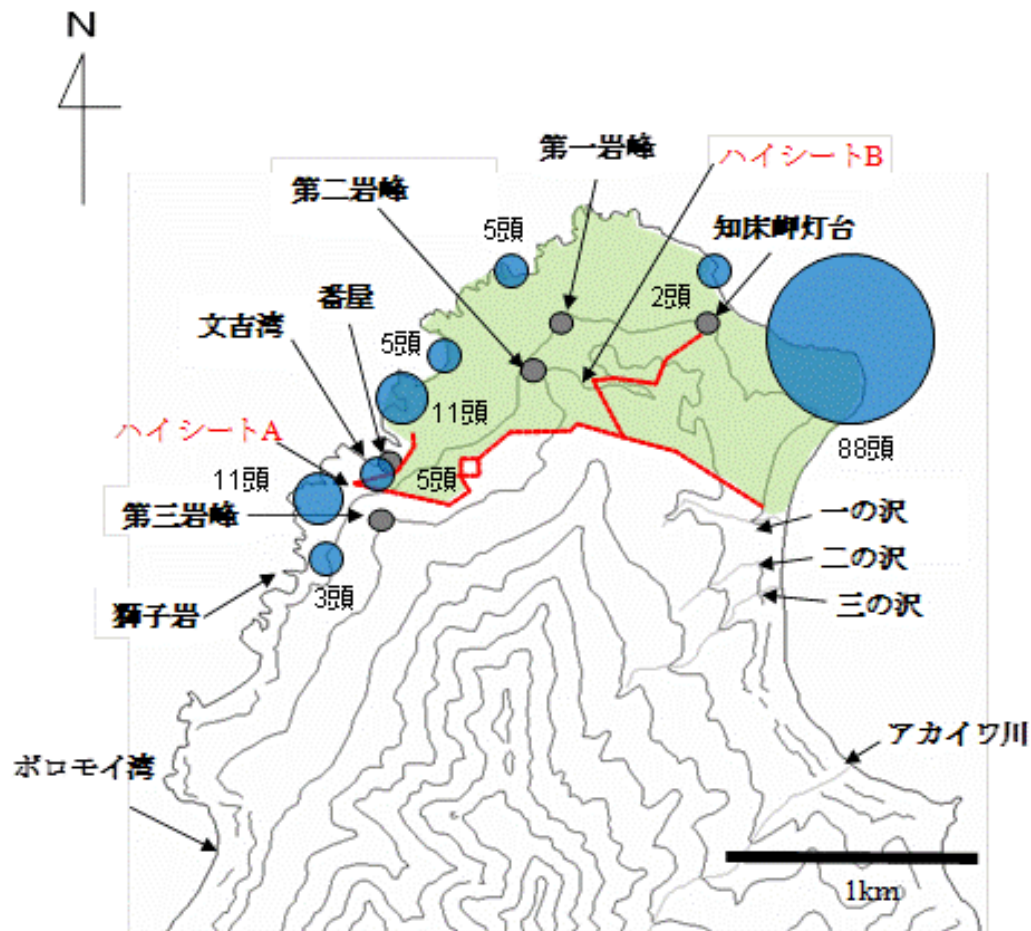 N
第一岩峰
ハイシートB
第二岩峰
知床岬灯台
5頭
番屋
2頭
文吉湾
5頭
11頭
ハイシートA
88頭
11頭
5頭
第三岩峰
一の沢
二の沢
3頭
獅子岩
三の沢
アカイワ川
ポロモイ湾
1km